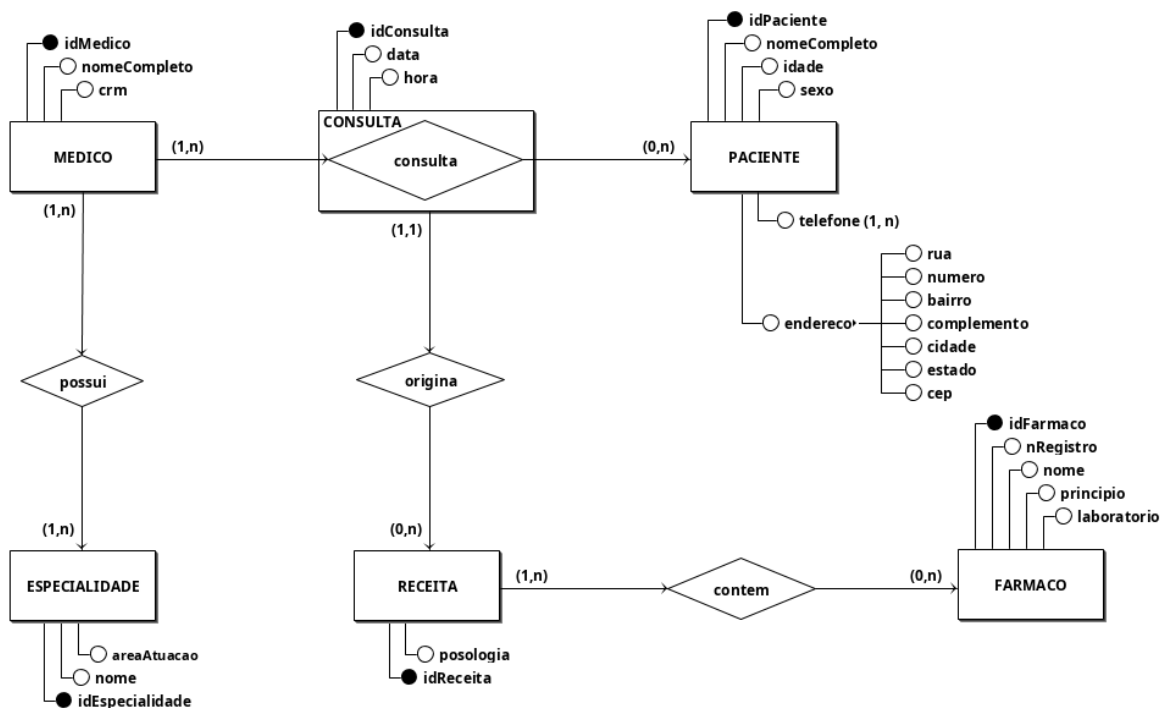 idMedico
nomeCompleto
crm
MEDICO
(1,n)
idConsulta
data
hora
CONSULTA
consulta
(0,n)
idPaciente
nomeCompleto
idade
sexo
PACIENTE
telefone (1, n)
endereco
rua
numero
bairro
complemento
cidade
estado
cep
(1,n)
possui
(1,n)
ESPECIALIDADE
areaAtuacao
nome
idEspecialidade
(1,1)
origina
(0,n)
RECEITA
posologia
idReceita
(1,n)
contem
(0,n)
idFarmaco
nRegistro
nome
principio
laboratorio
FARMACO